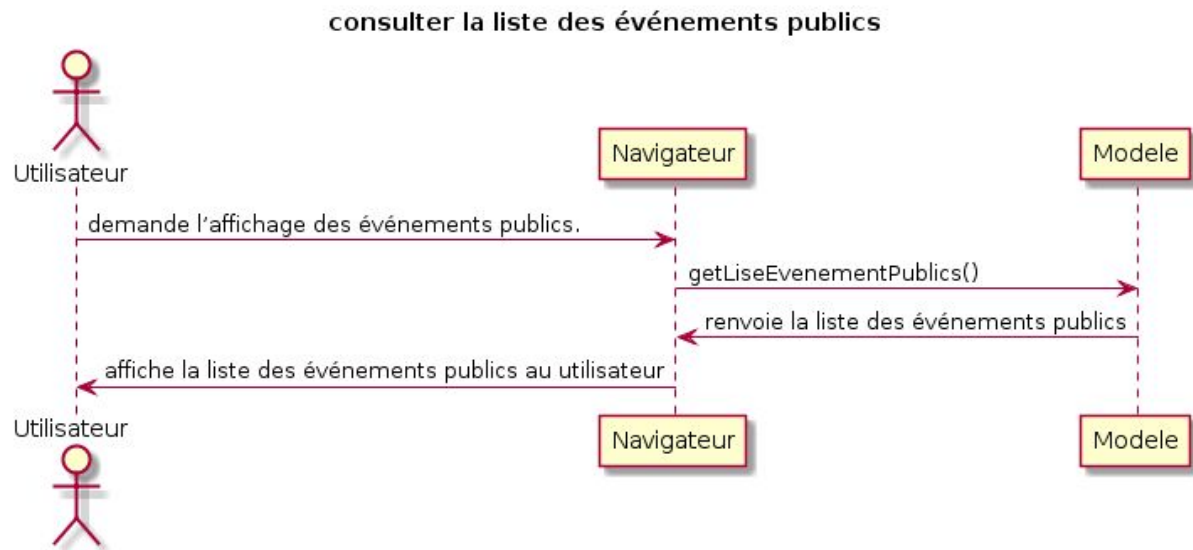 consulter la liste des événements publics
Utilisateur
Navigateur
Modele
demande l’affichage des événements publics.
getLiseEvenementPublics()
renvoie la liste des événements publics
affiche la liste des événements publics au utilisateur
Utilisateur
Navigateur
Modele